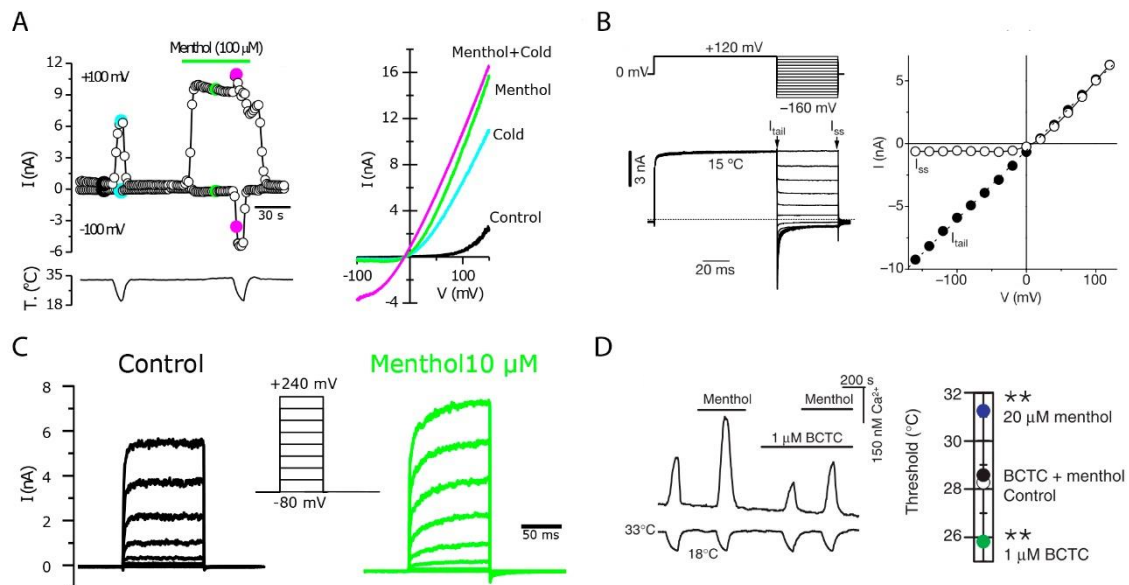 A
Menthol (100 µM)
12
9
6
3
0
-3
-6
I (nA)
+100 mV
-100 mV
30 s
T. (°C)
35
18
16
12
8
4
-4
I (nA)
Menthol+Cold
Menthol
Cold
Control
-100
100
V (mV)
B
+120 mV
0 mV
−160 mV
Itail
Iss
3 nA
15 °C
20 ms
5
0
−5
−10
I (nA)
Iss
Itail
−100
0
100
V (mV)
C
Control
Menthol10 µM
+240 mV
-80 mV
8
6
4
2
0
I (nA)
50 ms
D
200 s
150 nM Ca2+
Menthol
Menthol
1 µM BCTC
33°C
18°C
Threshold (°C)
32
30
28
26
**
20 µM menthol
BCTC + menthol
Control
**
1 µM BCTC